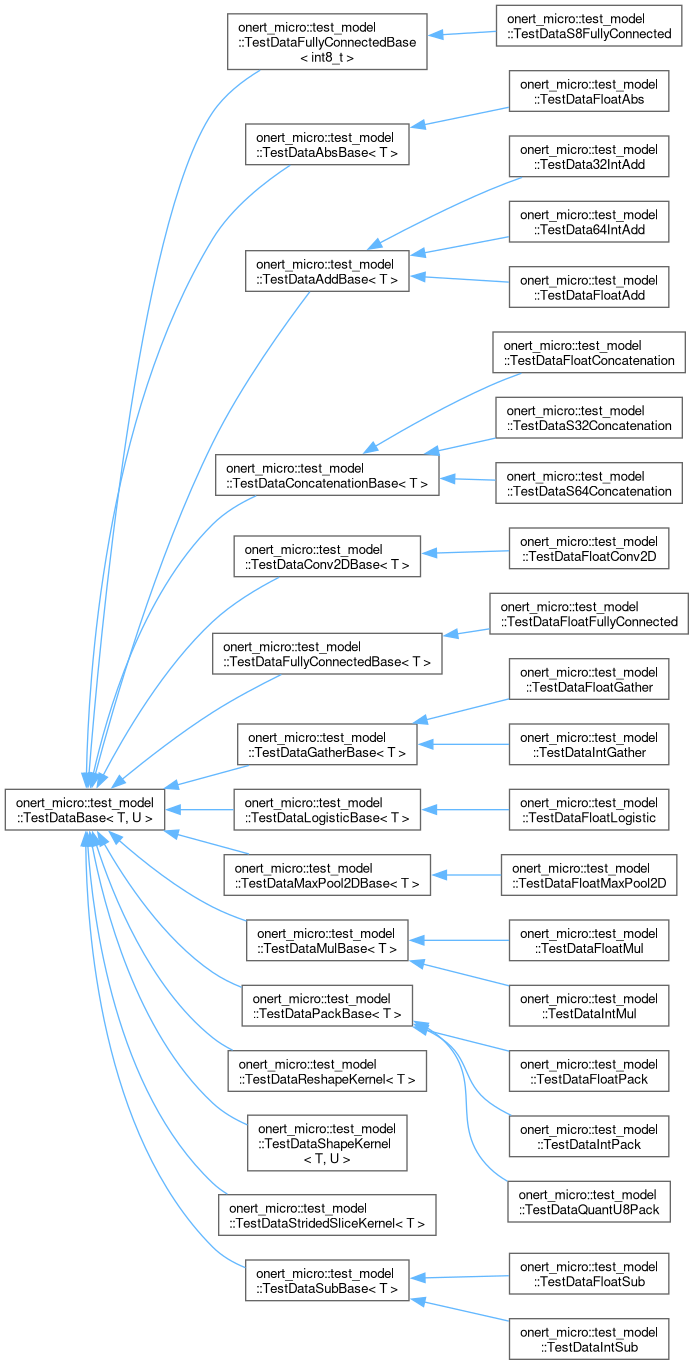 onert_micro::test_model
::TestDataBase< T, U >
onert_micro::test_model
::TestDataFullyConnectedBase
< int8_t >
onert_micro::test_model
::TestDataS8FullyConnected
onert_micro::test_model
::TestDataAbsBase< T >
onert_micro::test_model
::TestDataFloatAbs
onert_micro::test_model
::TestDataAddBase< T >
onert_micro::test_model
::TestData32IntAdd
onert_micro::test_model
::TestData64IntAdd
onert_micro::test_model
::TestDataFloatAdd
onert_micro::test_model
::TestDataConcatenationBase< T >
onert_micro::test_model
::TestDataFloatConcatenation
onert_micro::test_model
::TestDataS32Concatenation
onert_micro::test_model
::TestDataS64Concatenation
onert_micro::test_model
::TestDataConv2DBase< T >
onert_micro::test_model
::TestDataFloatConv2D
onert_micro::test_model
::TestDataFullyConnectedBase< T >
onert_micro::test_model
::TestDataFloatFullyConnected
onert_micro::test_model
::TestDataGatherBase< T >
onert_micro::test_model
::TestDataFloatGather
onert_micro::test_model
::TestDataIntGather
onert_micro::test_model
::TestDataLogisticBase< T >
onert_micro::test_model
::TestDataFloatLogistic
onert_micro::test_model
::TestDataMaxPool2DBase< T >
onert_micro::test_model
::TestDataFloatMaxPool2D
onert_micro::test_model
::TestDataMulBase< T >
onert_micro::test_model
::TestDataFloatMul
onert_micro::test_model
::TestDataIntMul
onert_micro::test_model
::TestDataPackBase< T >
onert_micro::test_model
::TestDataFloatPack
onert_micro::test_model
::TestDataIntPack
onert_micro::test_model
::TestDataQuantU8Pack
onert_micro::test_model
::TestDataReshapeKernel< T >
onert_micro::test_model
::TestDataShapeKernel
< T, U >
onert_micro::test_model
::TestDataStridedSliceKernel< T >
onert_micro::test_model
::TestDataSubBase< T >
onert_micro::test_model
::TestDataFloatSub
onert_micro::test_model
::TestDataIntSub